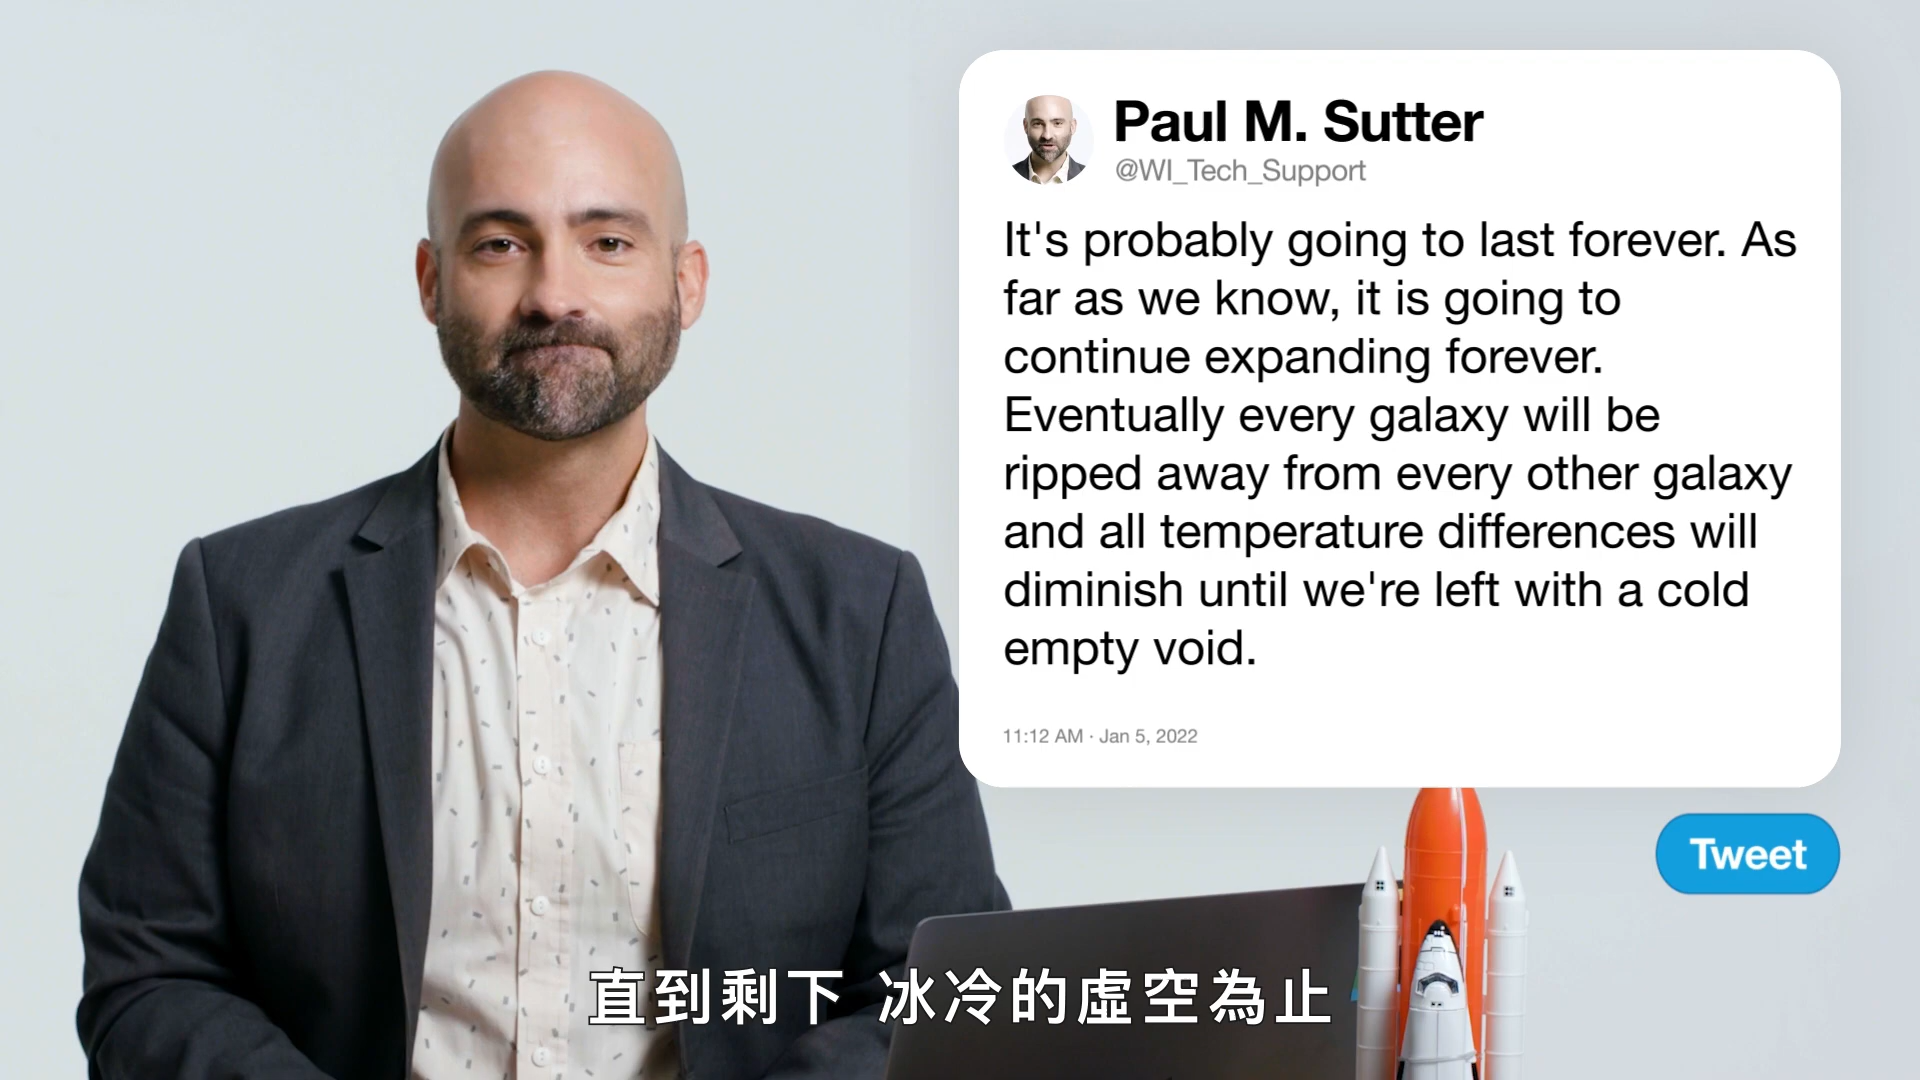 Paul M. Sutter
@WI_Tech_Support
It's probably going to last forever. As
far as we know, it is going to
continue expanding forever.
Eventually every galaxy will be
ripped away from every other galaxy
and all temperature differences will
diminish until we're left with a cold
empty void.
11:12 AM · Jan 5, 2022
Tweet
直到剩下 冰冷的虛空為止